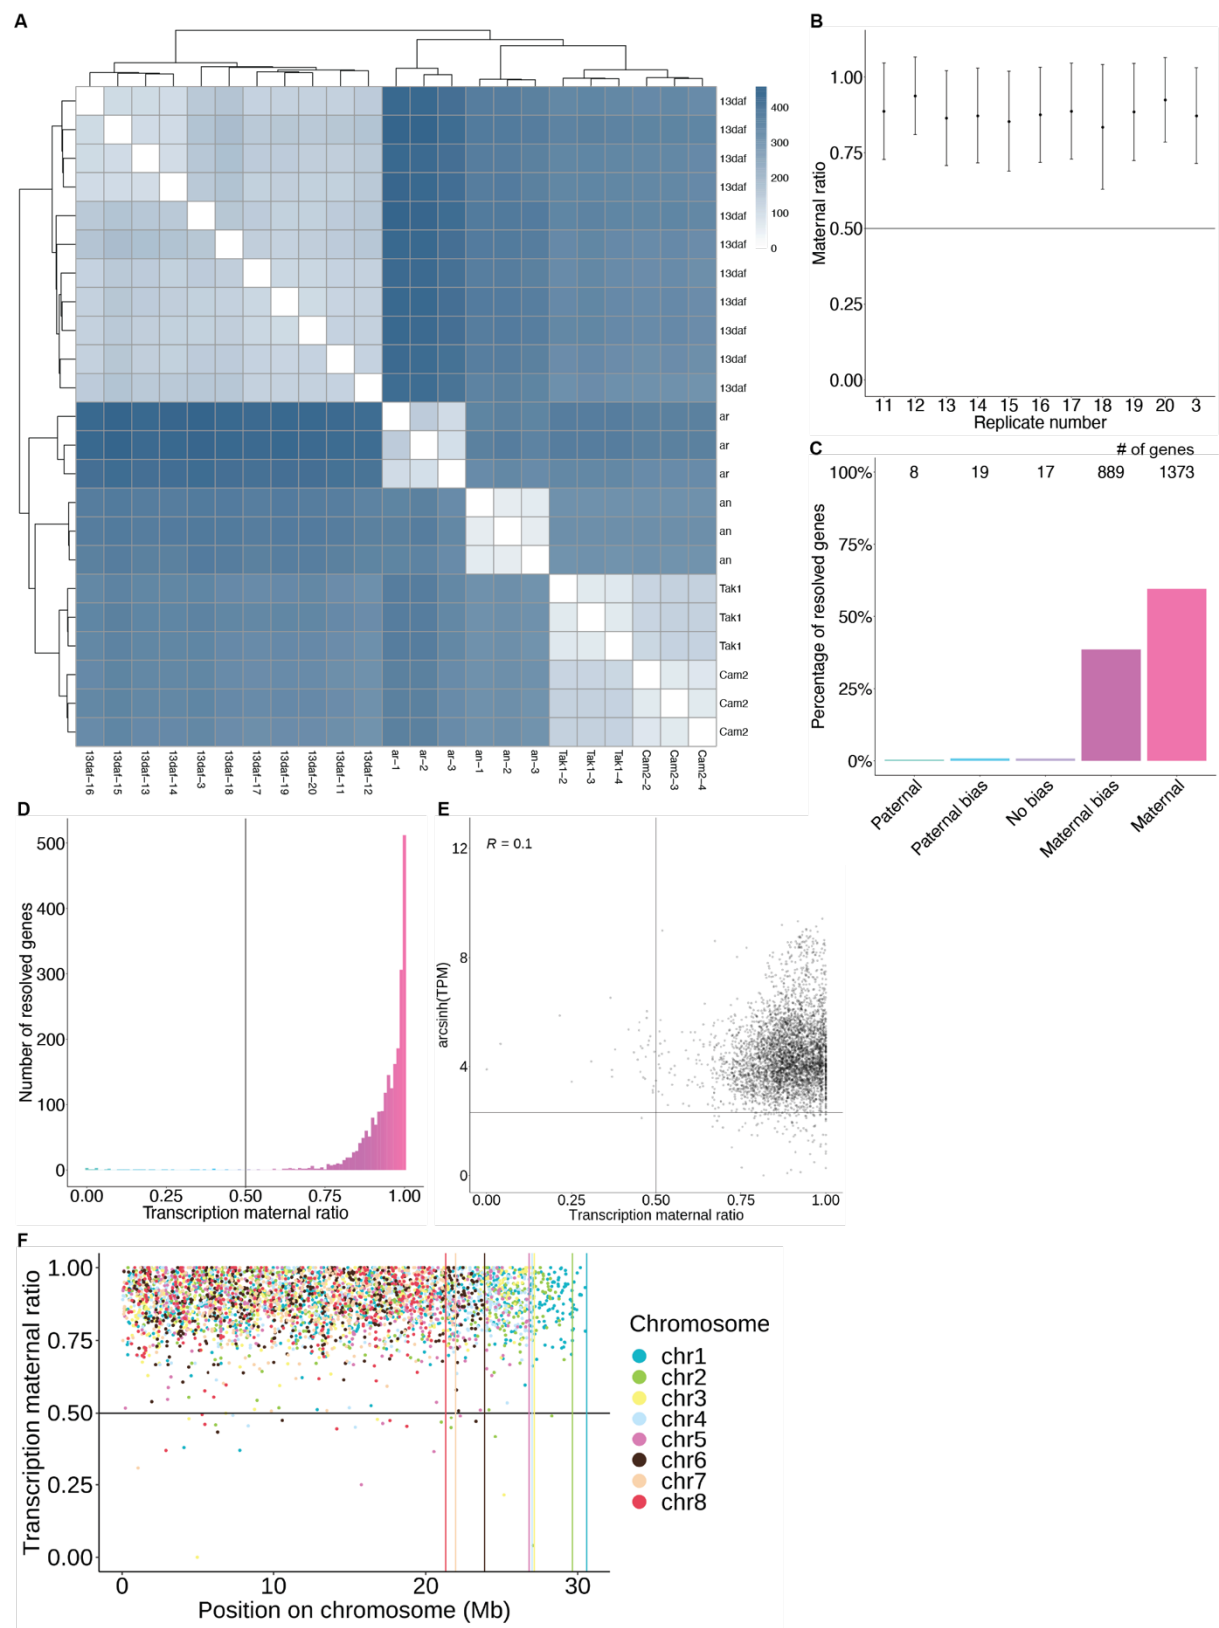 A
13daf
13daf
13daf
13daf
13daf
13daf
13daf
13daf
13daf
13daf
13daf
ar
ar
ar
an
an
an
Tak1
Tak1
Tak1
Cam2
Cam2
Cam2
400
300
200
100
0
13daf-16
13daf-15
13daf-13
13daf-14
13daf-3
13daf-18
13daf-17
13daf-19
13daf-20
13daf-11
13daf-12
ar-1
ar-2
ar-3
an-1
an-2
an-3
Tak1-2
Tak1-3
Tak1-4
Cam2-2
Cam2-3
Cam2-4
B
Maternal ratio
1.00
0.75
0.50
0.25
0.00
11 12 13 14 15 16 17 18 19 20 3
Replicate number
C
# of genes
8 19 17 889 1373
Percentage of resolved genes
100%
75%
50%
25%
0%
Paternal
Paternal bias
No bias
Maternal bias
Maternal
D
Number of resolved genes
500
400
300
200
100
0
0.00 0.25 0.50 0.75 1.00
Transcription maternal ratio
E
R = 0.1
arcsinh(TPM)
12
8
4
0
0.00 0.25 0.50 0.75 1.00
Transcription maternal ratio
F
Transcription maternal ratio
1.00
0.75
0.50
0.25
0.00
0 10 20 30
Position on chromosome (Mb)
Chromosome
chr1
chr2
chr3
chr4
chr5
chr6
chr7
chr8